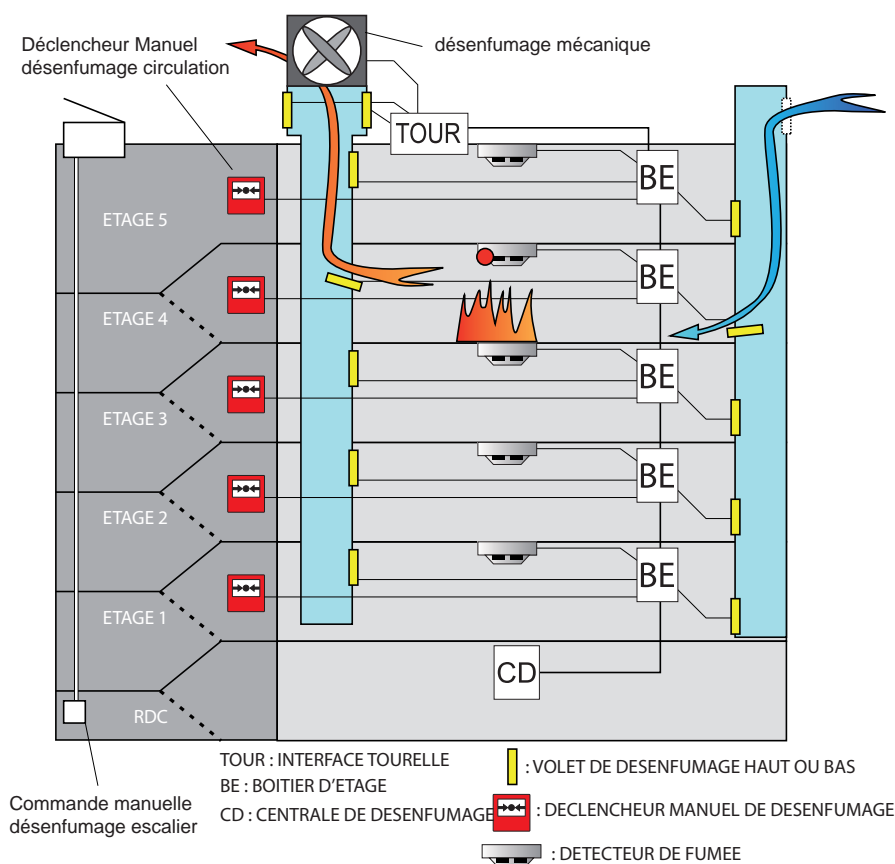 Déclencheur Manuel
désenfumage circulation
désenfumage mécanique
TOUR
BE
ETAGE 5
BE
ETAGE 4
BE
ETAGE 3
BE
ETAGE 2
BE
ETAGE 1
CD
RDC
TOUR : INTERFACE TOURELLE
BE : BOITIER D'ETAGE
CD : CENTRALE DE DESENFUMAGE
: VOLET DE DESENFUMAGE HAUT OU BAS
: DECLENCHEUR MANUEL DE DESENFUMAGE
: DETECTEUR DE FUMEE
Commande manuelle
désenfumage escalier